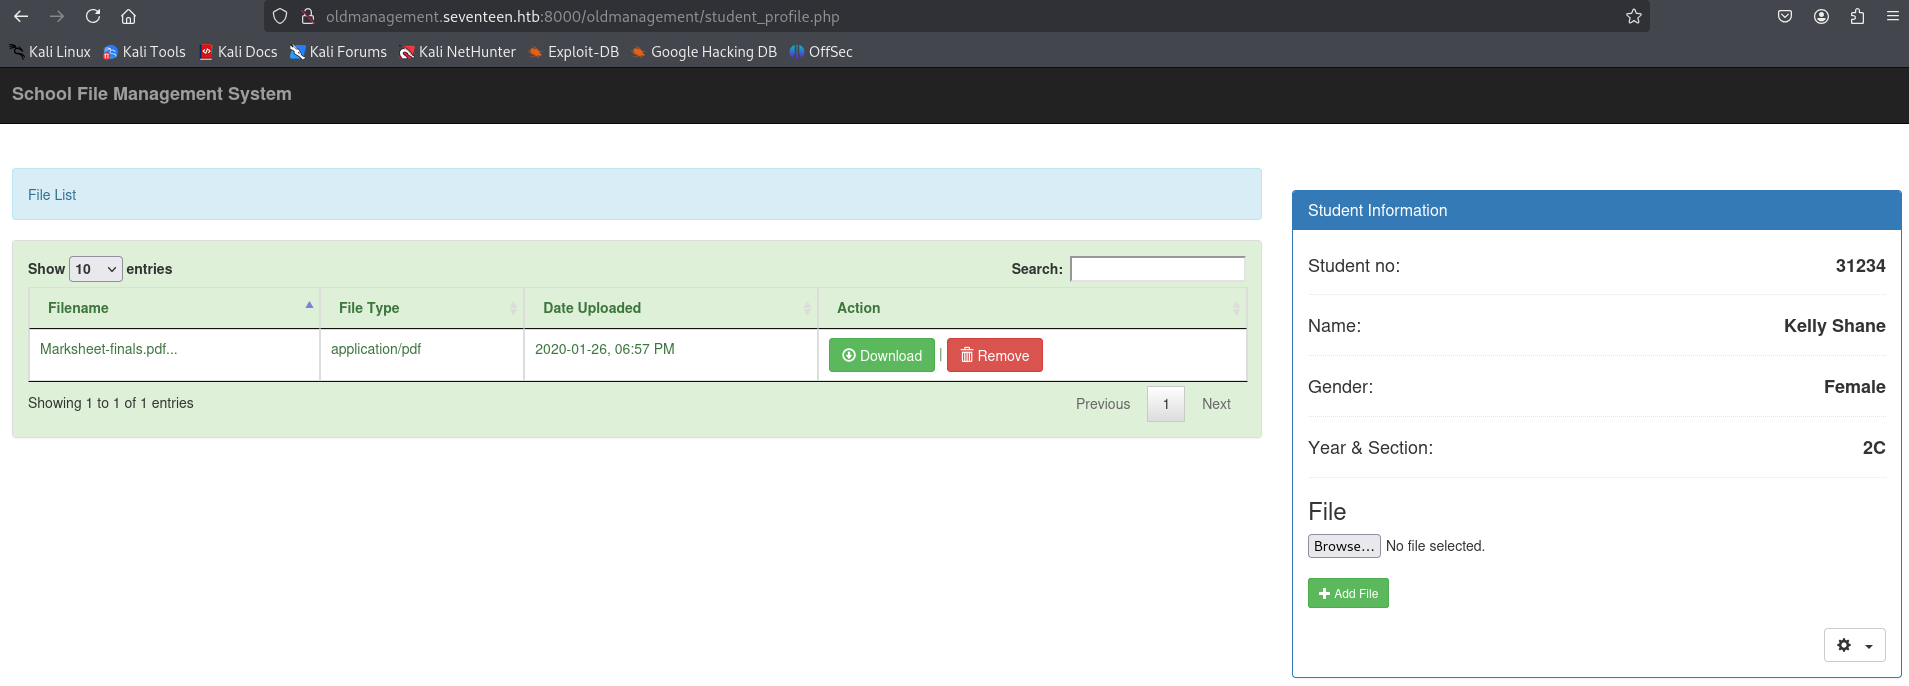 oldmanagement.seventeen.htb:8000/oldmanagement/student_profile.php
Kali Linux Kali Tools Kali Docs Kali Forums Kali NetHunter Exploit-DB Google Hacking DB OffSec
School File Management System
File List
Show 10 entries Search:
Filename File Type Date Uploaded Action
Marksheet-finals.pdf... application/pdf 2020-01-26, 06:57 PM Download | Remove
Showing 1 to 1 of 1 entries Previous 1 Next
Student Information
Student no: 31234
Name: Kelly Shane
Gender: Female
Year & Section: 2C
File
Browse... No file selected.
Add File